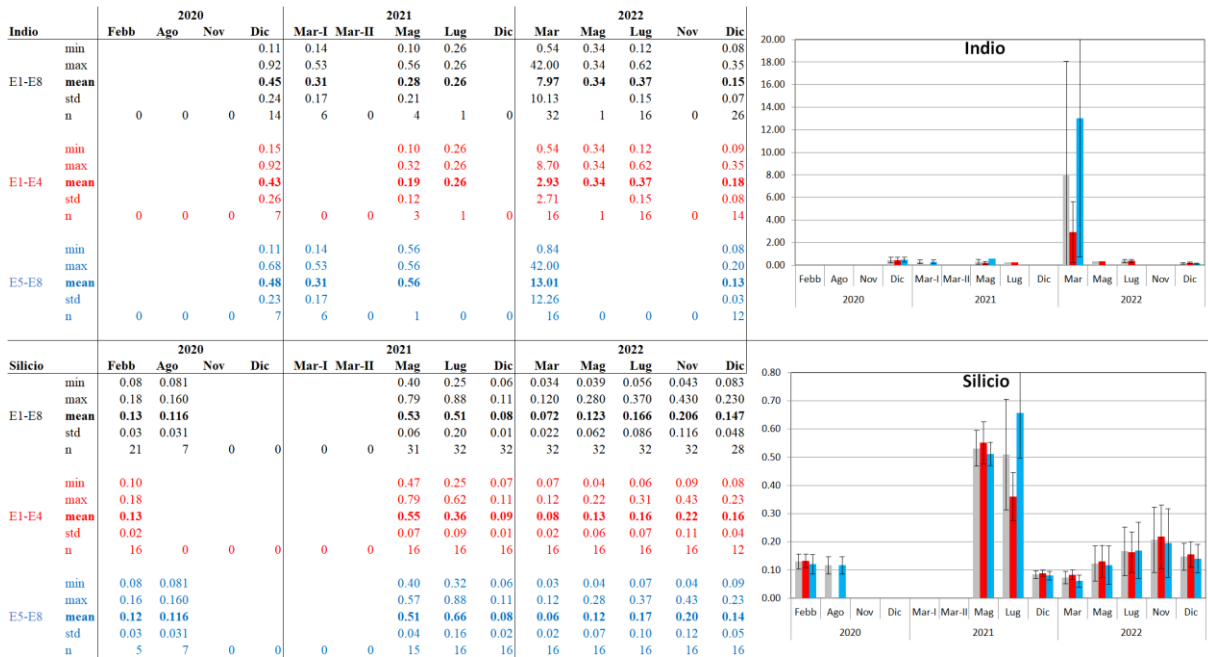 2020 2021 2022
Indio Febb Ago Nov Dic Mar-I Mar-II Mag Lug Dic Mar Mag Lug Nov Dic
min 0.11 0.14 0.10 0.26 0.54 0.34 0.12 0.08
max 0.92 0.53 0.56 0.26 42.00 0.34 0.62 0.35
E1-E8 mean 0.45 0.31 0.28 0.26 7.97 0.34 0.37 0.15
std 0.24 0.17 0.21 10.13 0.15 0.07
n 0 0 0 14 6 0 4 1 0 32 1 16 0 26
min 0.15 0.10 0.26 0.54 0.34 0.12 0.09
max 0.92 0.32 0.26 8.70 0.34 0.62 0.35
E1-E4 mean 0.43 0.19 0.26 2.93 0.34 0.37 0.18
std 0.26 0.12 2.71 0.15 0.08
n 0 0 0 7 0 0 3 1 0 16 1 16 0 14
min 0.11 0.14 0.56 0.84 0.08
max 0.68 0.53 0.56 42.00 0.20
E5-E8 mean 0.48 0.31 0.56 13.01 0.13
std 0.23 0.17 12.26 0.03
n 0 0 0 7 6 0 1 0 0 16 0 0 0 12
Indio
20.00
18.00
16.00
14.00
12.00
10.00
8.00
6.00
4.00
2.00
0.00
Febb Ago Nov Dic Mar-I Mar-II Mag Lug Dic Mar Mag Lug Nov Dic
2020 2021 2022
2020 2021 2022
Silicio Febb Ago Nov Dic Mar-I Mar-II Mag Lug Dic Mar Mag Lug Nov Dic
min 0.08 0.081 0.40 0.25 0.06 0.034 0.039 0.056 0.043 0.083
max 0.18 0.160 0.79 0.88 0.11 0.120 0.280 0.370 0.430 0.230
E1-E8 mean 0.13 0.116 0.53 0.51 0.08 0.072 0.123 0.166 0.206 0.147
std 0.03 0.031 0.06 0.20 0.01 0.022 0.062 0.086 0.116 0.048
n 21 7 0 0 0 0 31 32 32 32 32 32 32 28
min 0.10 0.47 0.25 0.07 0.07 0.04 0.06 0.09 0.08
max 0.18 0.79 0.62 0.11 0.12 0.22 0.31 0.43 0.23
E1-E4 mean 0.13 0.55 0.36 0.09 0.08 0.13 0.16 0.22 0.16
std 0.02 0.07 0.09 0.01 0.02 0.06 0.07 0.11 0.04
n 16 0 0 0 0 0 16 16 16 16 16 16 16 12
min 0.08 0.081 0.40 0.32 0.06 0.03 0.04 0.07 0.04 0.09
max 0.16 0.160 0.57 0.88 0.11 0.12 0.28 0.37 0.43 0.23
E5-E8 mean 0.12 0.116 0.51 0.66 0.08 0.06 0.12 0.17 0.20 0.14
std 0.03 0.031 0.04 0.16 0.02 0.02 0.07 0.10 0.12 0.05
n 5 7 0 0 0 0 15 16 16 16 16 16 16 16
Silicio
0.80
0.70
0.60
0.50
0.40
0.30
0.20
0.10
0.00
Febb Ago Nov Dic Mar-I Mar-II Mag Lug Dic Mar Mag Lug Nov Dic
2020 2021 2022